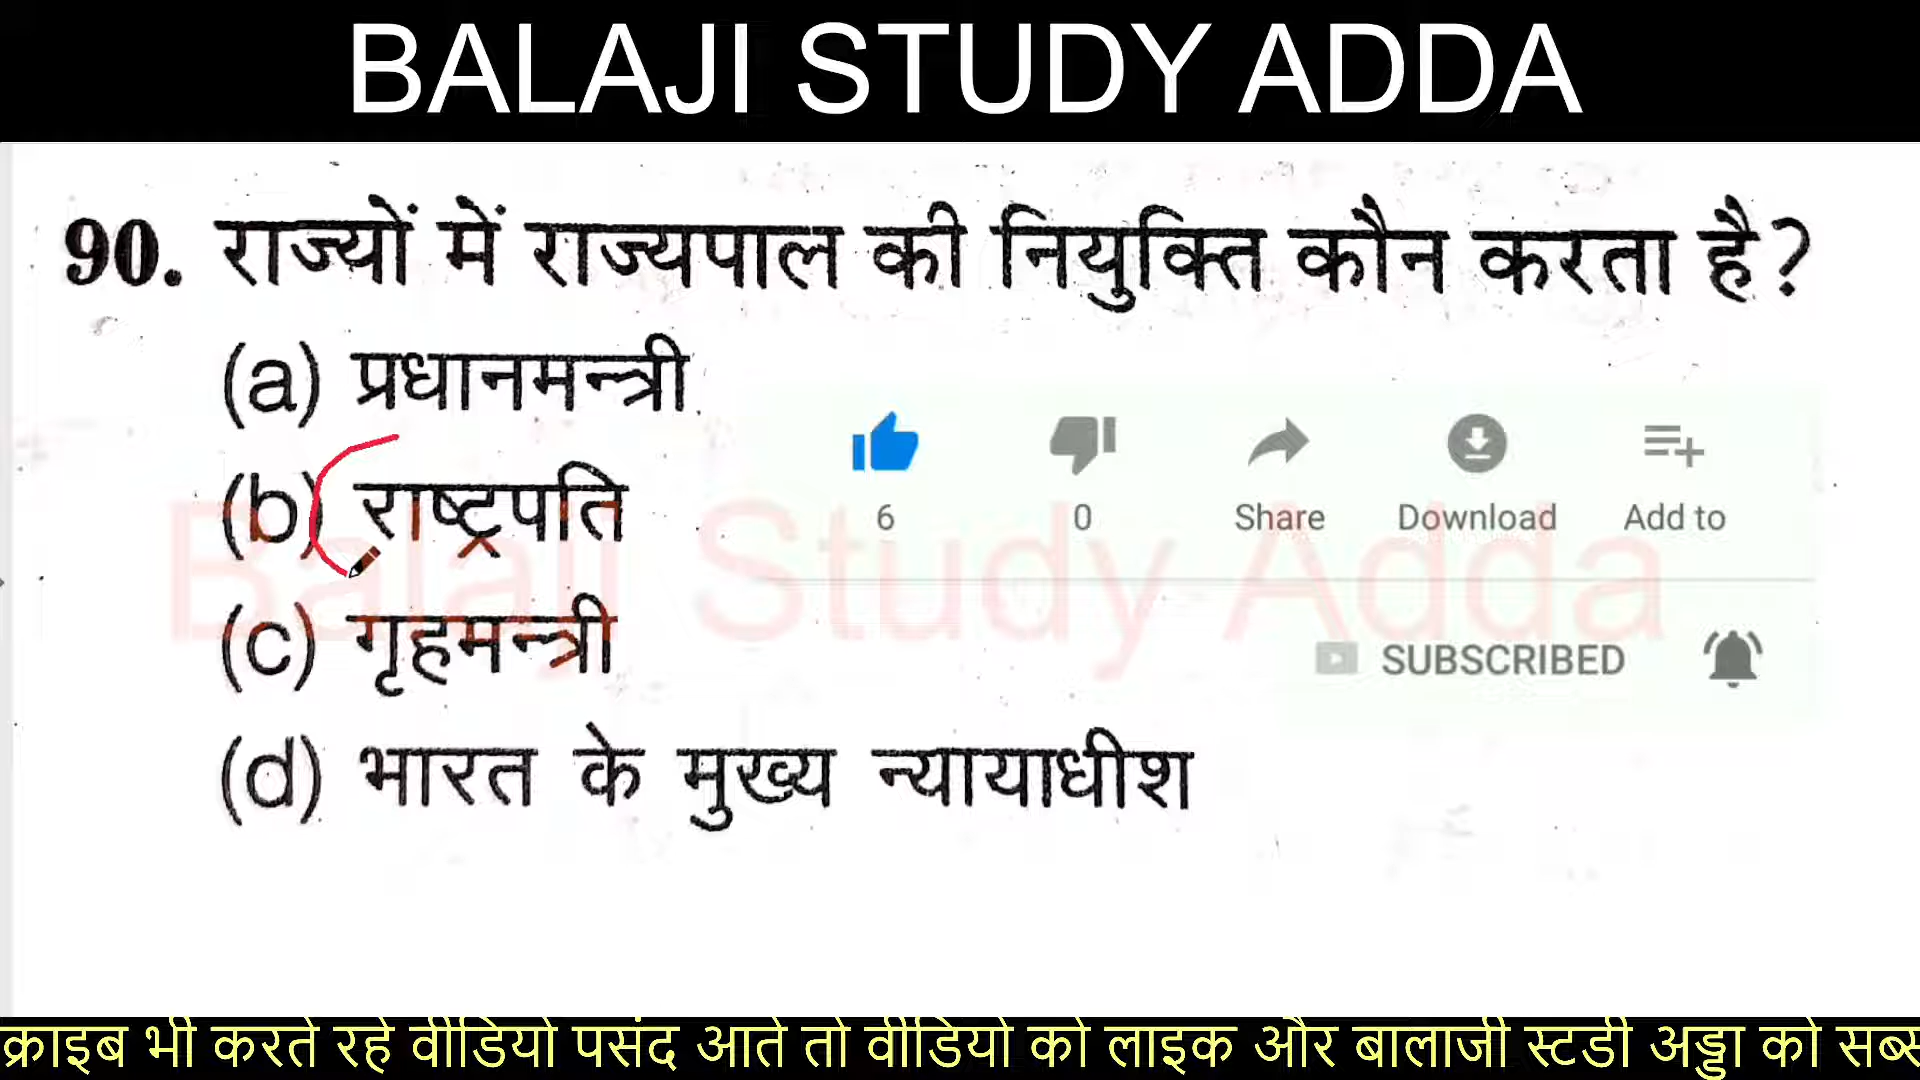 BALAJI STUDY ADDA
90. राज्यों में राज्यपाल की नियुक्ति कौन करता है?
(a) प्रधानमन्त्री
(b) राष्ट्रपति
(c) गृहमन्त्री
(d) भारत के मुख्य न्यायाधीश
6 0 Share Download Add to
Balaji Study Adda
SUBSCRIBED
क्राइब भी करते रहे वीडियो पसंद आते तो वीडियो को लाइक और बालाजी स्टडी अड्डा को सब्स